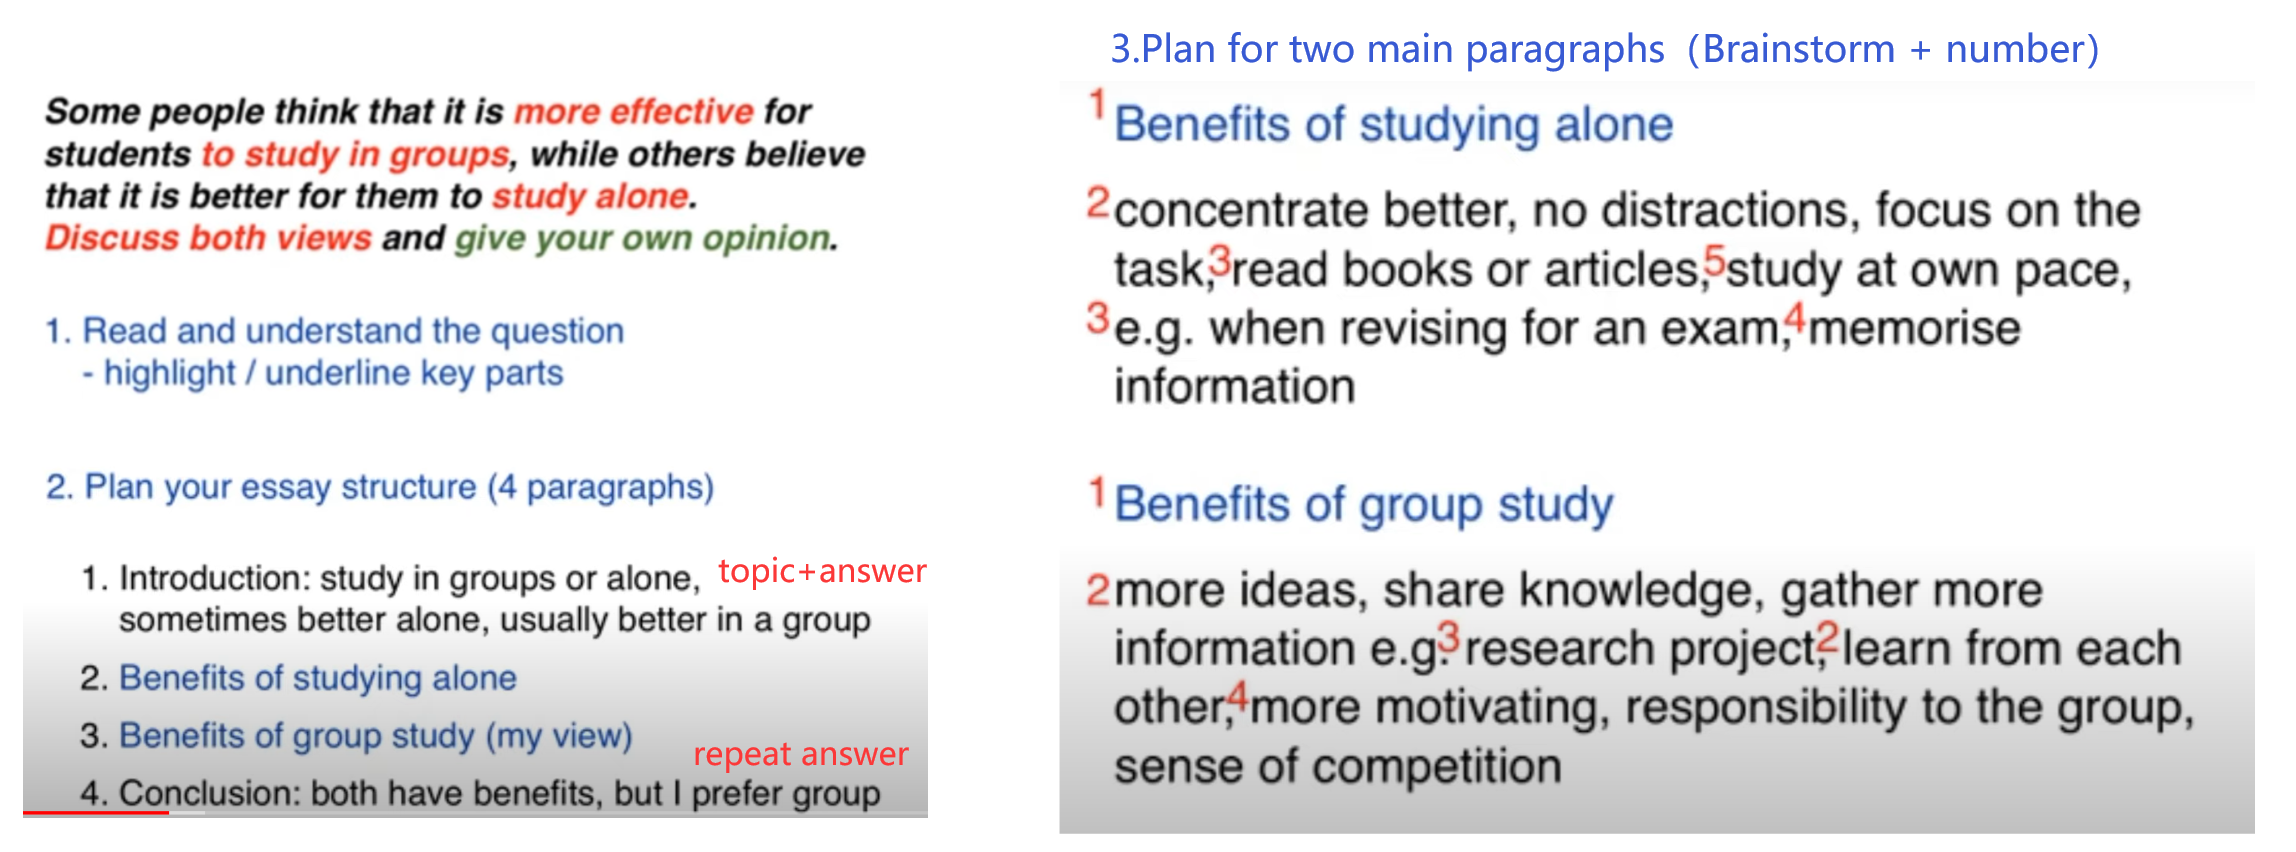 Some people think that it is more effective for
students to study in groups, while others believe
that it is better for them to study alone.
Discuss both views and give your own opinion.
1. Read and understand the question
- highlight / underline key parts
2. Plan your essay structure (4 paragraphs)
1. Introduction: study in groups or alone, topic+answer
sometimes better alone, usually better in a group
2. Benefits of studying alone
3. Benefits of group study (my view)
repeat answer
4. Conclusion: both have benefits, but I prefer group
3.Plan for two main paragraphs（Brainstorm + number）
1 Benefits of studying alone
2 concentrate better, no distractions, focus on the
task, 3 read books or articles, 5 study at own pace,
3 e.g. when revising for an exam, 4 memorise
information
1 Benefits of group study
2 more ideas, share knowledge, gather more
information e.g. 3 research project, 2 learn from each
other, 4 more motivating, responsibility to the group,
sense of competition